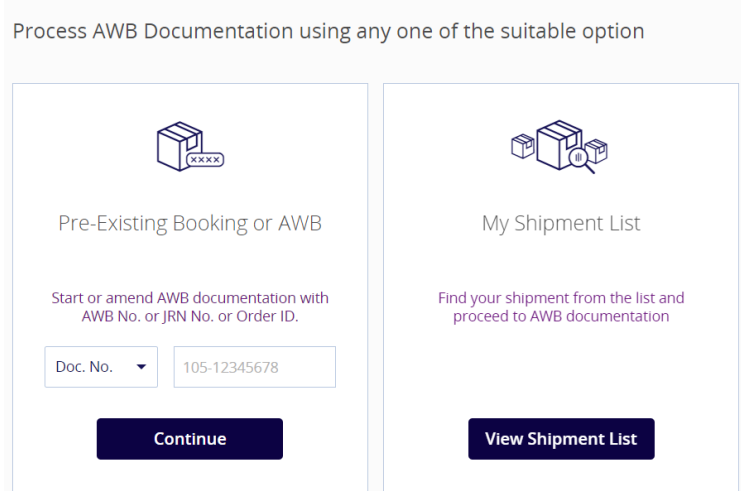 Process AWB Documentation using any one of the suitable option
xxxx
Pre-Existing Booking or AWB
Start or amend AWB documentation with
AWB No. or JRN No. or Order ID.
Doc. No.
105-12345678
Continue
My Shipment List
Find your shipment from the list and
proceed to AWB documentation
View Shipment List